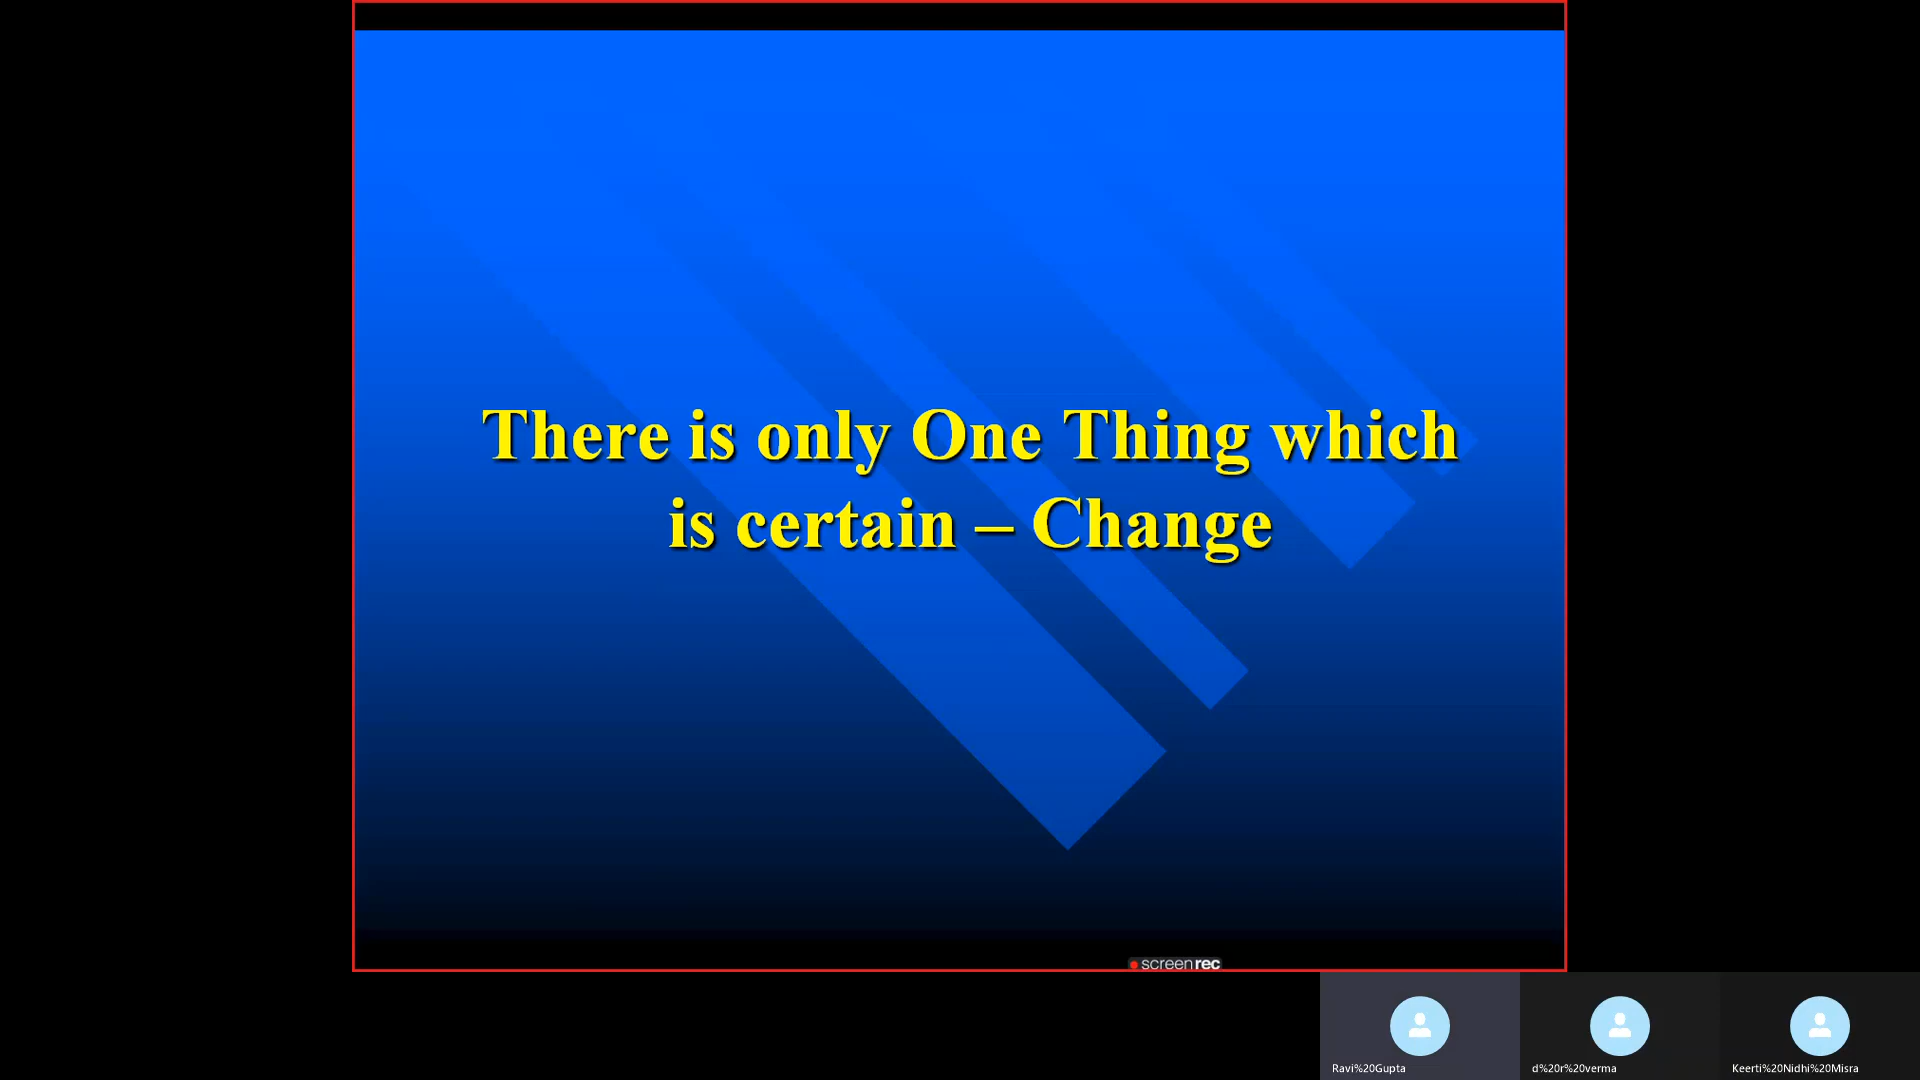 There is only One Thing which
is certain – Change
screenrec
Ravi%20Gupta
d%20r%20verma
Keerti%20Nidhi%20Misra